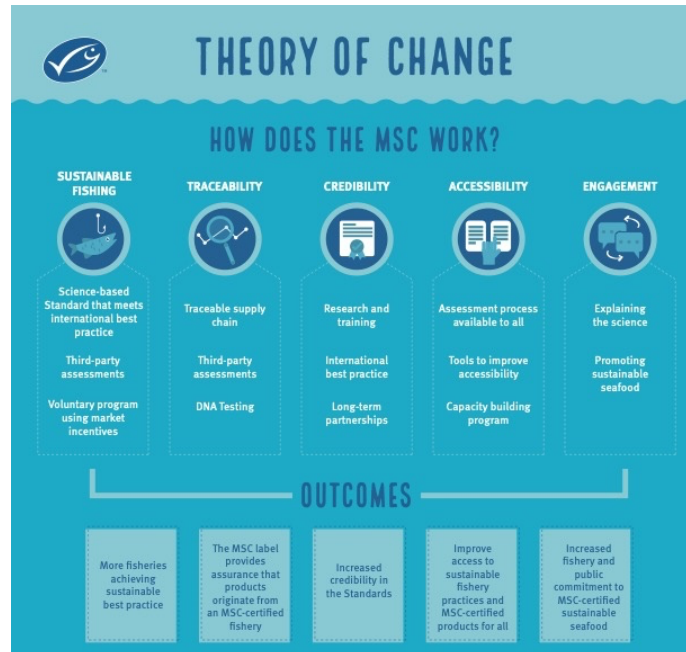 THEORY OF CHANGE
HOW DOES THE MSC WORK?
SUSTAINABLE
FISHING
Science-based
Standard that meets
international best
practice
Third-party
assessments
Voluntary program
using market
incentives
TRACEABILITY
Traceable supply
chain
Third-party
assessments
DNA Testing
CREDIBILITY
Research and
training
International
best practice
Long-term
partnerships
ACCESSIBILITY
Assessment process
available to all
Tools to improve
accessibility
Capacity building
program
ENGAGEMENT
Explaining
the science
Promoting
sustainable
seafood
OUTCOMES
More fisheries
achieving
sustainable
best practice
The MSC label
provides
assurance that
products
originate from
an MSC-certified
fishery
Increased
credibility in
the Standards
Improve
access to
sustainable
fishery
practices and
MSC-certified
products for all
Increased
fishery and
public
commitment to
MSC-certified
sustainable
seafood